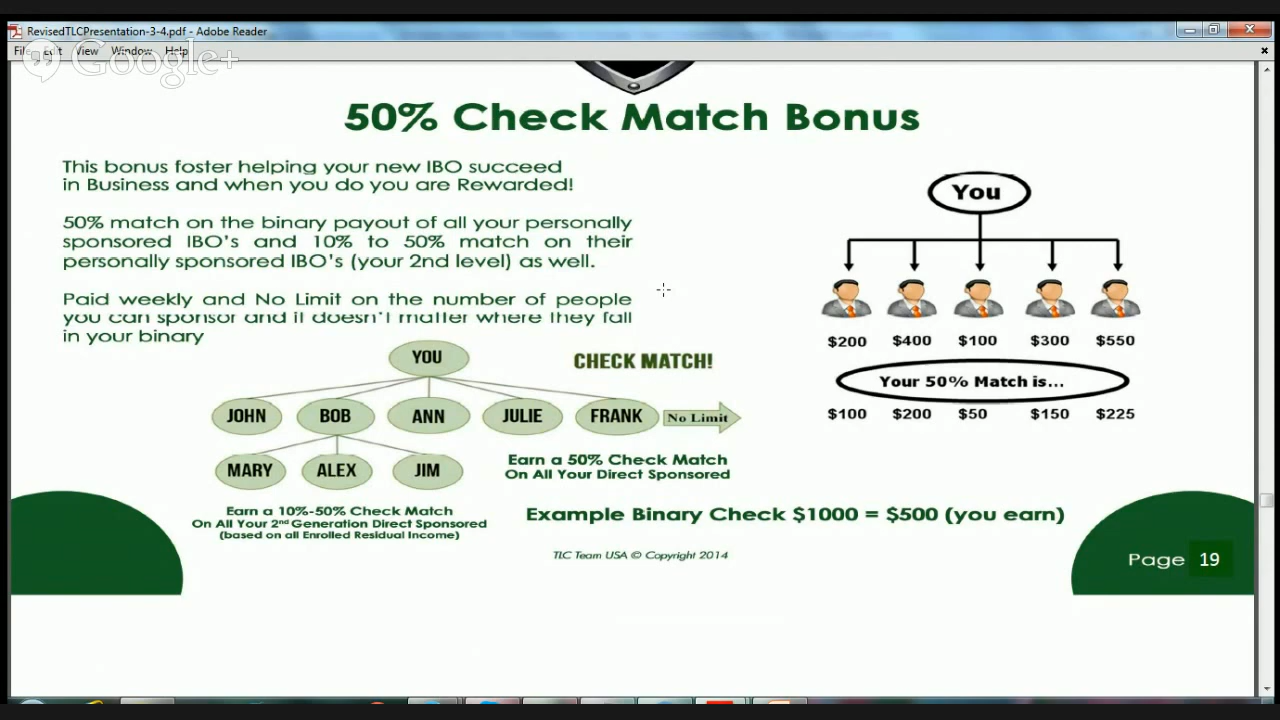 RevisedTLCPresentation-3-4.pdf - Adobe Reader
File Edit View Window Help
Google+
50% Check Match Bonus
This bonus foster helping your new IBO succeed
in Business and when you do you are Rewarded!
50% match on the binary payout of all your personally
sponsored IBO's and 10% to 50% match on their
personally sponsored IBO's (your 2nd level) as well.
Paid weekly and No Limit on the number of people
you can sponsor and it doesn't matter where they fall
in your binary
You
$200 $400 $100 $300 $550
Your 50% Match is...
$100 $200 $50 $150 $225
YOU
CHECK MATCH!
JOHN BOB ANN JULIE FRANK No Limit
MARY ALEX JIM
Earn a 50% Check Match
On All Your Direct Sponsored
Earn a 10%-50% Check Match
On All Your 2nd Generation Direct Sponsored
(based on all Enrolled Residual Income)
Example Binary Check $1000 = $500 (you earn)
TLC Team USA © Copyright 2014
Page 19